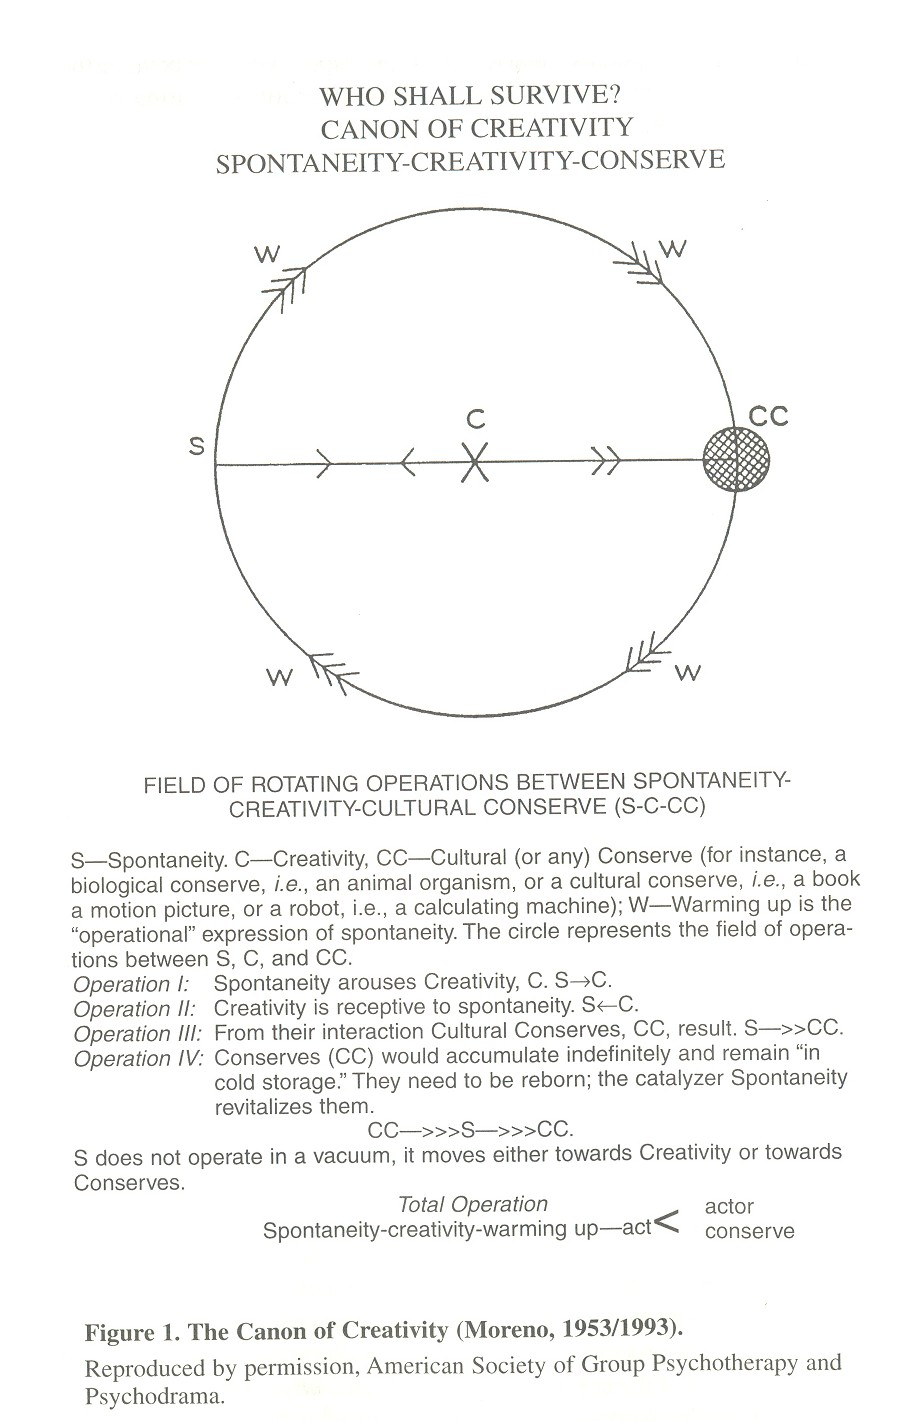 WHO SHALL SURVIVE?
CANON OF CREATIVITY
SPONTANEITY-CREATIVITY-CONSERVE
W
W
C
CC
S
W
W
FIELD OF ROTATING OPERATIONS BETWEEN SPONTANEITY-
CREATIVITY-CULTURAL CONSERVE (S-C-CC)
S—Spontaneity. C—Creativity, CC—Cultural (or any) Conserve (for instance, a
biological conserve, i.e., an animal organism, or a cultural conserve, i.e., a book
a motion picture, or a robot, i.e., a calculating machine); W—Warming up is the
“operational” expression of spontaneity. The circle represents the field of opera-
tions between S, C, and CC.
Operation I: Spontaneity arouses Creativity, C. S→C.
Operation II: Creativity is receptive to spontaneity. S←C.
Operation III: From their interaction Cultural Conserves, CC, result. S—>>CC.
Operation IV: Conserves (CC) would accumulate indefinitely and remain “in
cold storage.” They need to be reborn; the catalyzer Spontaneity
revitalizes them.
CC—>>>S—>>>CC.
S does not operate in a vacuum, it moves either towards Creativity or towards
Conserves.
Total Operation
Spontaneity-creativity-warming up—act< actor
conserve
Figure 1. The Canon of Creativity (Moreno, 1953/1993).
Reproduced by permission, American Society of Group Psychotherapy and
Psychodrama.